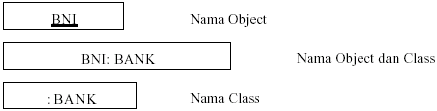 BNI Nama Object
BNI: BANK Nama Object dan Class
: BANK Nama Class